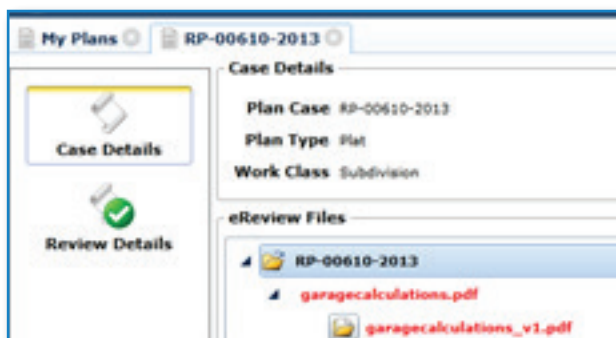 My Plans RP-00610-2013
Case Details
Case Details
Plan Case RP-00610-2013
Plan Type Plat
Work Class Subdivision
Review Details
eReview Files
RP-00610-2013
garagecalculations.pdf
garagecalculations_v1.pdf